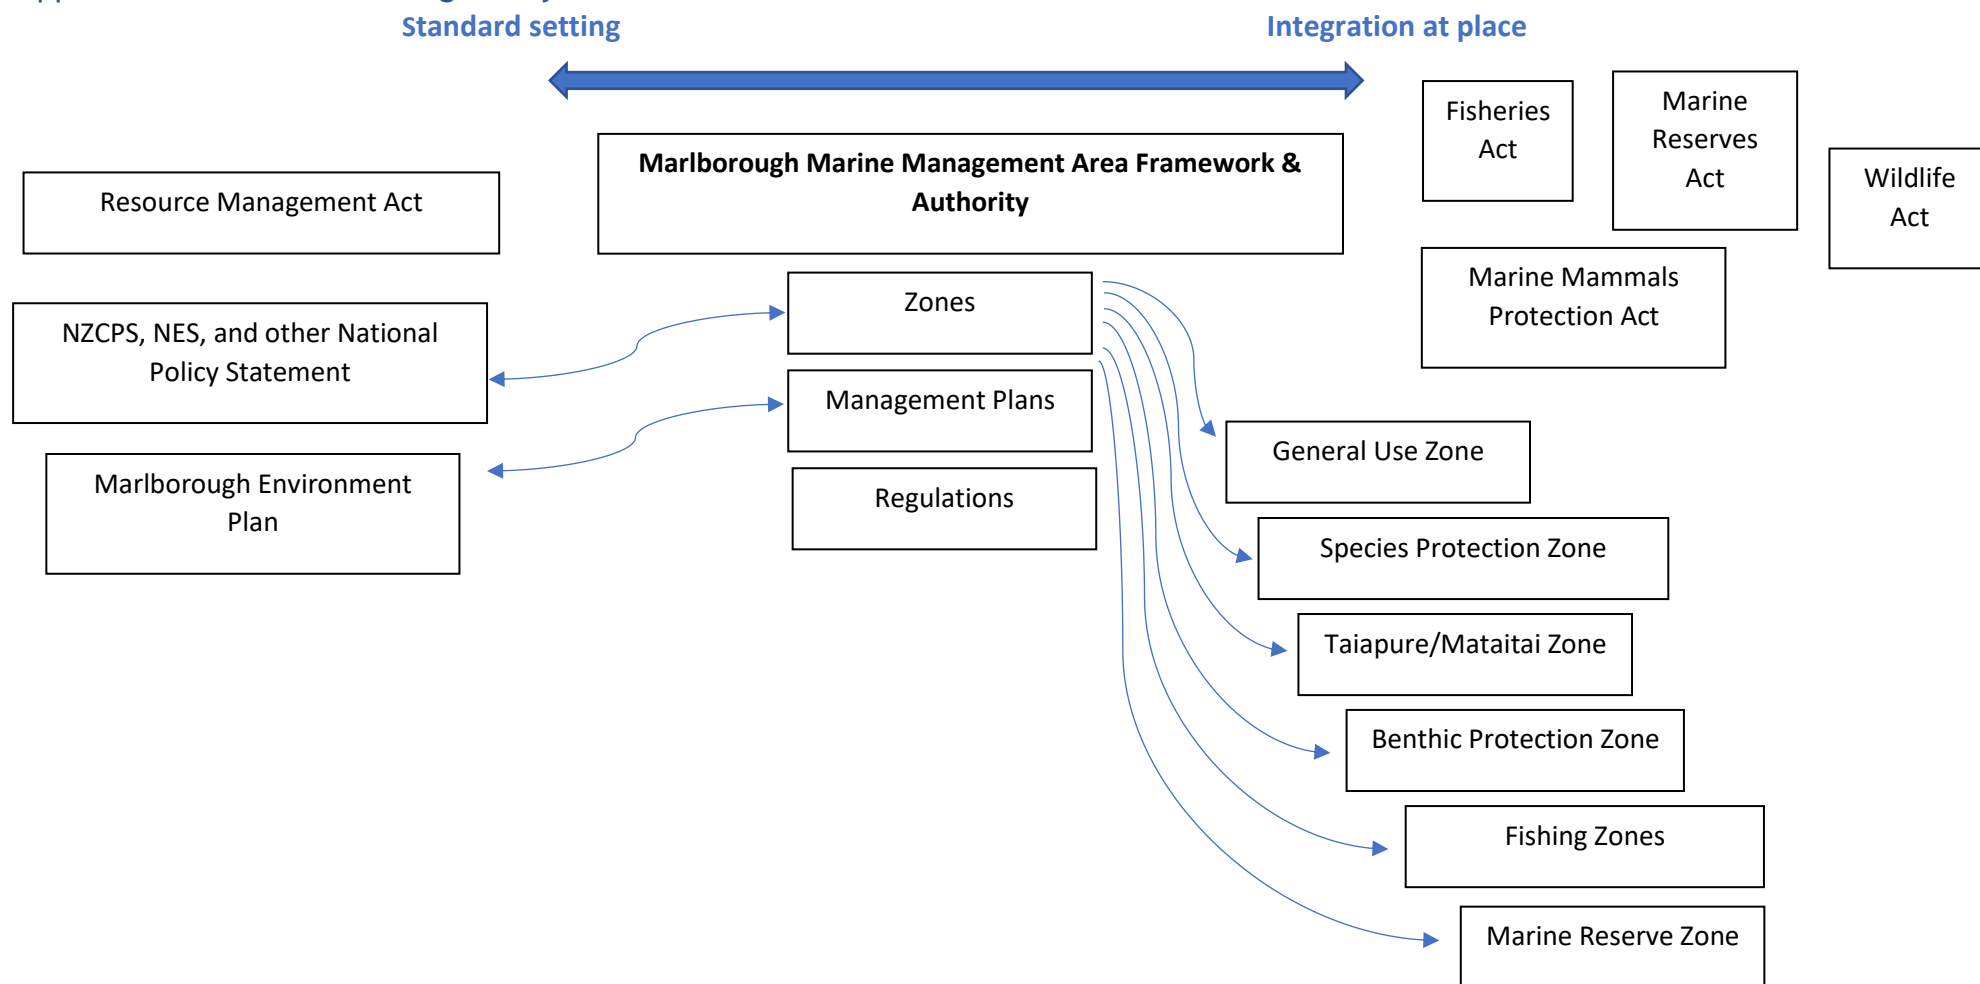 Standard setting
Integration at place
Fisheries
Act
Marine
Reserves
Act
Marlborough Marine Management Area Framework &
Authority
Wildlife
Act
Resource Management Act
Marine Mammals
Protection Act
Zones
NZCPS, NES, and other National
Policy Statement
Management Plans
General Use Zone
Marlborough Environment
Plan
Regulations
Species Protection Zone
Taiapure/Mataitai Zone
Benthic Protection Zone
Fishing Zones
Marine Reserve Zone